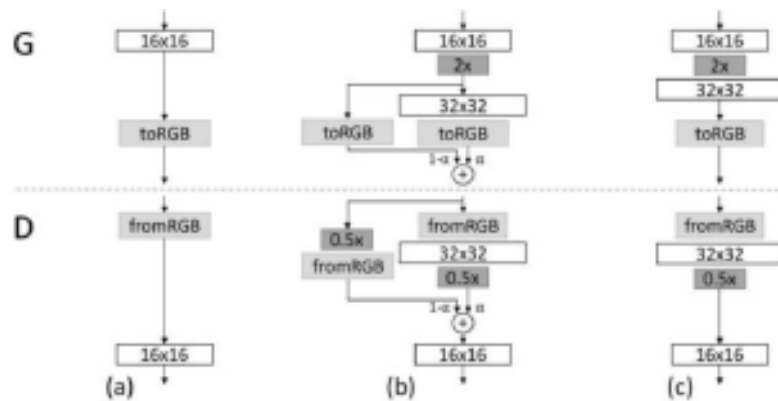 G
16x16
toRGB
16x16
2x
32x32
toRGB toRGB
1-α α
+
16x16
2x
32x32
toRGB
D
fromRGB
16x16
(a)
fromRGB
0.5x 32x32
fromRGB 0.5x
1-α α
+
16x16
(b)
fromRGB
32x32
0.5x
16x16
(c)